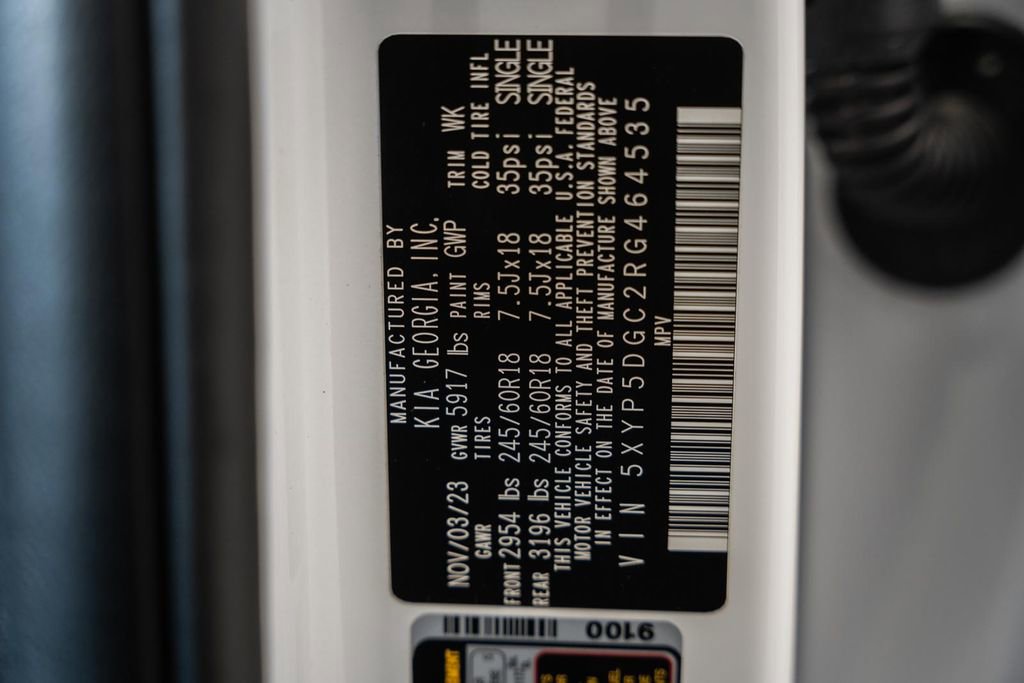 MANUFACTURED BY
KIA GEORGIA, INC.
NOV/03/23 GVWR 5917 lbs PAINT GWP TRIM WK
GAWR TIRES RIMS COLD TIRE INFL
FRONT 2954 lbs 245/60R18 7.5Jx18 35psi SINGLE
REAR 3196 lbs 245/60R18 7.5Jx18 35psi SINGLE
THIS VEHICLE CONFORMS TO ALL APPLICABLE U.S.A. FEDERAL
MOTOR VEHICLE SAFETY AND THEFT PREVENTION STANDARDS
IN EFFECT ON THE DATE OF MANUFACTURE SHOWN ABOVE
VIN 5XYP5DGC2RG464535
MPV
9100